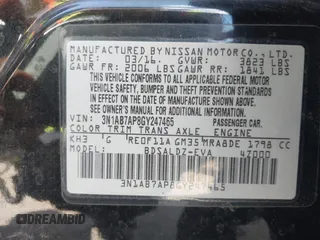 MANUFACTURED BY NISSAN MOTOR CO., LTD.
DATE: 03/16. GVWR: 3823 LBS
GAWR FR: 2006 LBS GAWR RR: 1841 LBS
THIS VEHICLE CONFORMS TO ALL APPLICABLE FEDERAL MOTOR
VEHICLE SAFETY, BUMPER AND THEFT PREVENTION STANDARDS
IN EFFECT ON THE DATE OF MANUFACTURE SHOWN ABOVE.
SEE OWNER'S MANUAL FOR ADDITIONAL INFORMATION.
3N1AB7AP8GY247465 PASSENGER CAR
COLOR TRIM TRANS AXLE ENGINE
KH3 G RE0F11A GM35 MRA8DE 1798 CC
MODEL BDSALDZ-EVA 4Z000
3N1AB7AP8GY247465
DREAMBID